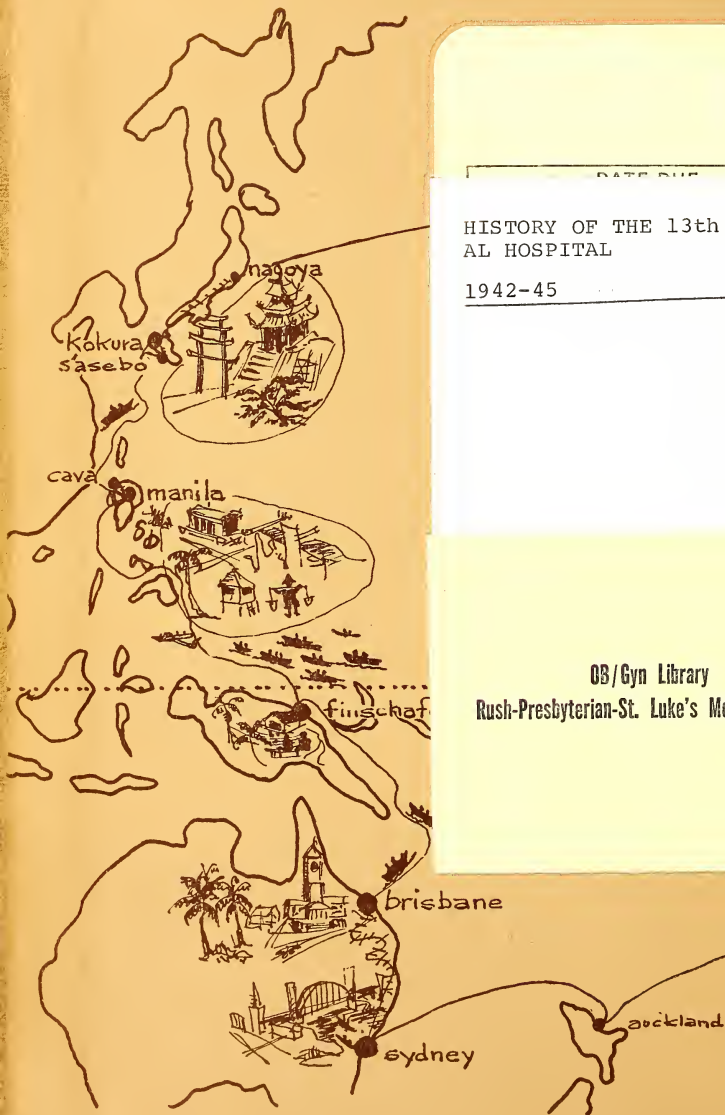 DATE DUE
HISTORY OF THE 13th
AL HOSPITAL
1942-45
nagoya
Kokura
sasebo
cava
manila
OB/Gyn Library
Rush-Presbyterian-St. Luke's
finschaf
brisbane
sydney
auckland